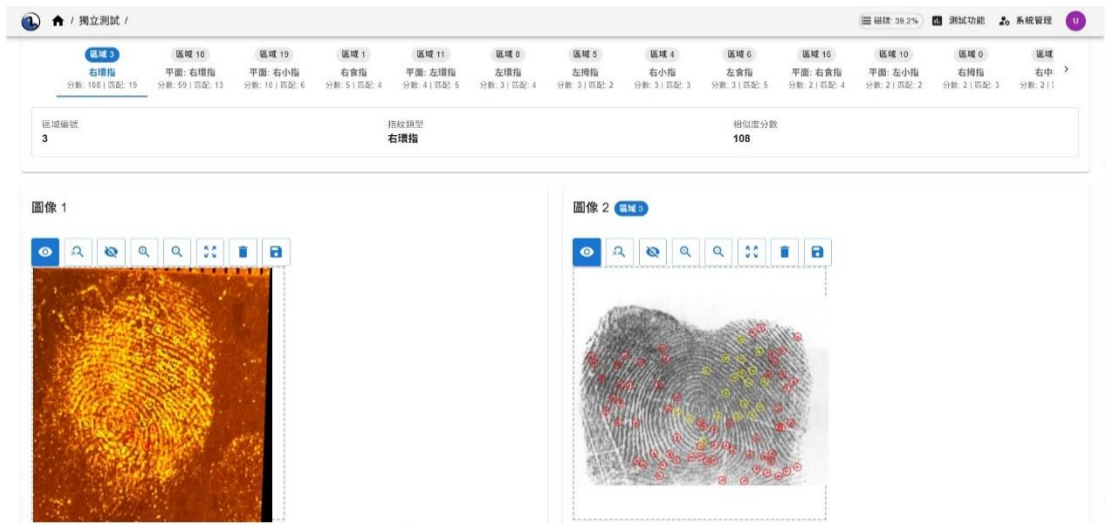 / 獨立測試 /
磁碟: 39.2%
測試功能
系統管理
U
區域 3
右環指
分數: 108 | 匹配: 19
區域 18
平面: 右環指
分數: 59 | 匹配: 13
區域 19
平面: 右小指
分數: 10 | 匹配: 6
區域 1
右食指
分數: 5 | 匹配: 4
區域 11
平面: 左環指
分數: 4 | 匹配: 5
區域 8
左環指
分數: 3 | 匹配: 4
區域 5
左拇指
分數: 3 | 匹配: 2
區域 4
右小指
分數: 3 | 匹配: 3
區域 6
左食指
分數: 3 | 匹配: 5
區域 16
平面: 右食指
分數: 2 | 匹配: 4
區域 10
平面: 左小指
分數: 2 | 匹配: 2
區域 0
右拇指
分數: 2 | 匹配: 3
區域
右中
分數: 2 |
區域編號
3
指紋類型
右環指
相似度分數
108
圖像 1
圖像 2
區域 3